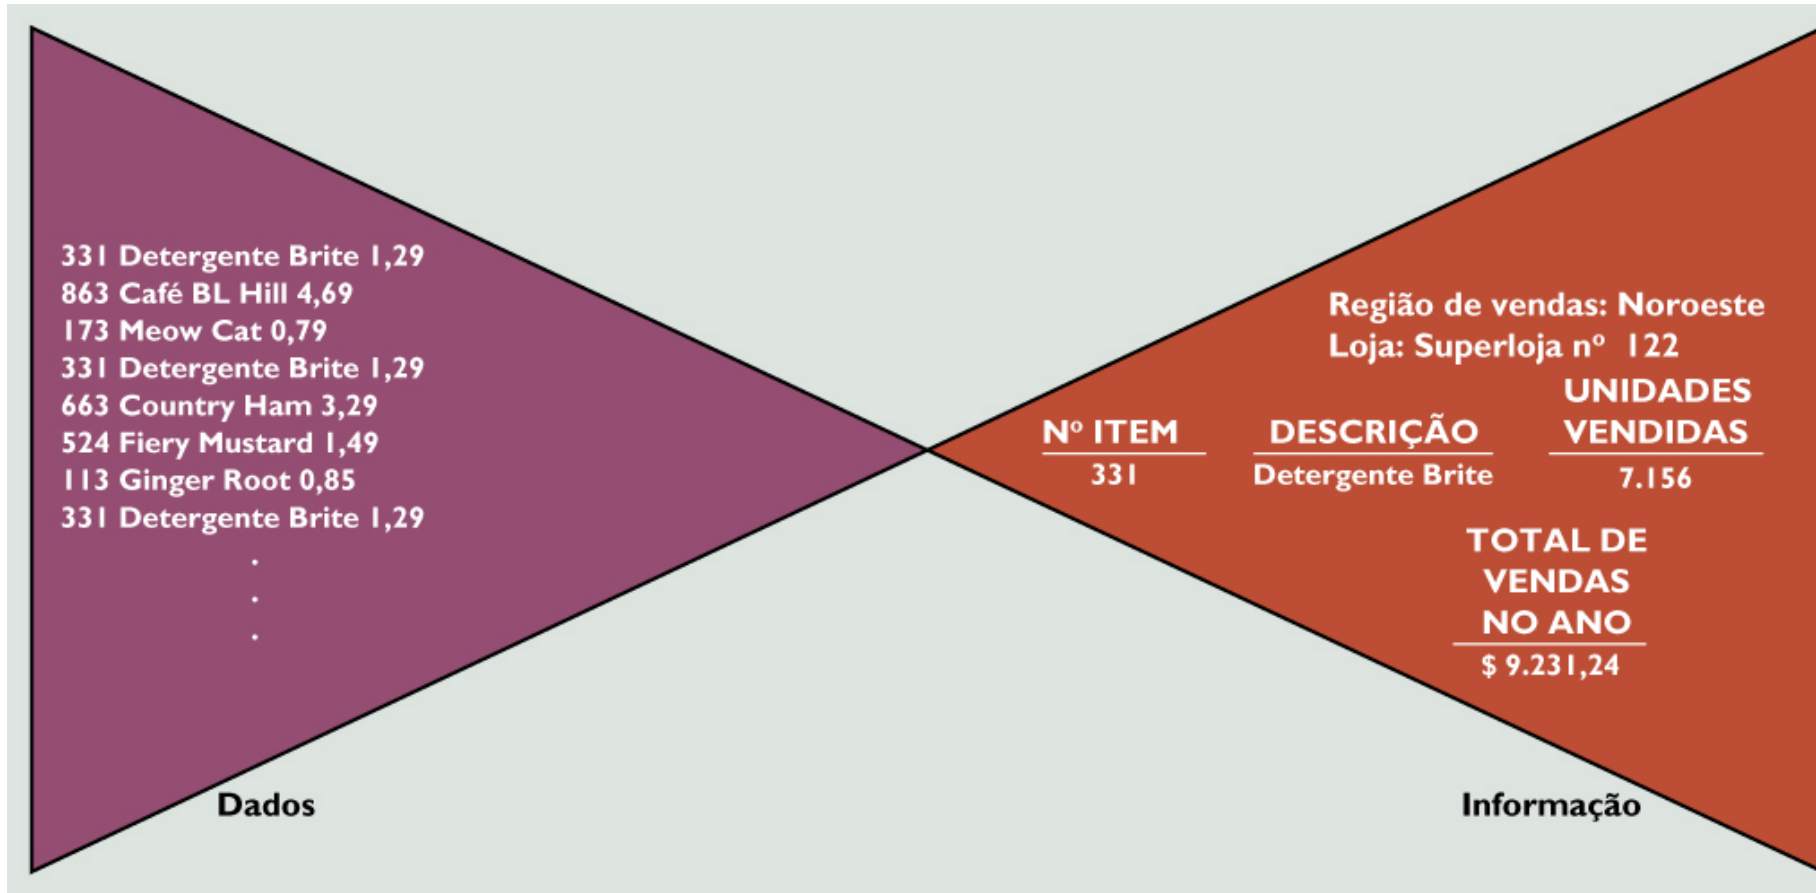 331 Detergente Brite 1,29
863 Café BL Hill 4,69
173 Meow Cat 0,79
331 Detergente Brite 1,29
663 Country Ham 3,29
524 Fiery Mustard 1,49
113 Ginger Root 0,85
331 Detergente Brite 1,29
.
.
.
Dados
Região de vendas: Noroeste
Loja: Superloja nº 122
Nº ITEM
331
DESCRIÇÃO
Detergente Brite
UNIDADES
VENDIDAS
7.156
TOTAL DE
VENDAS
NO ANO
$ 9.231,24
Informação